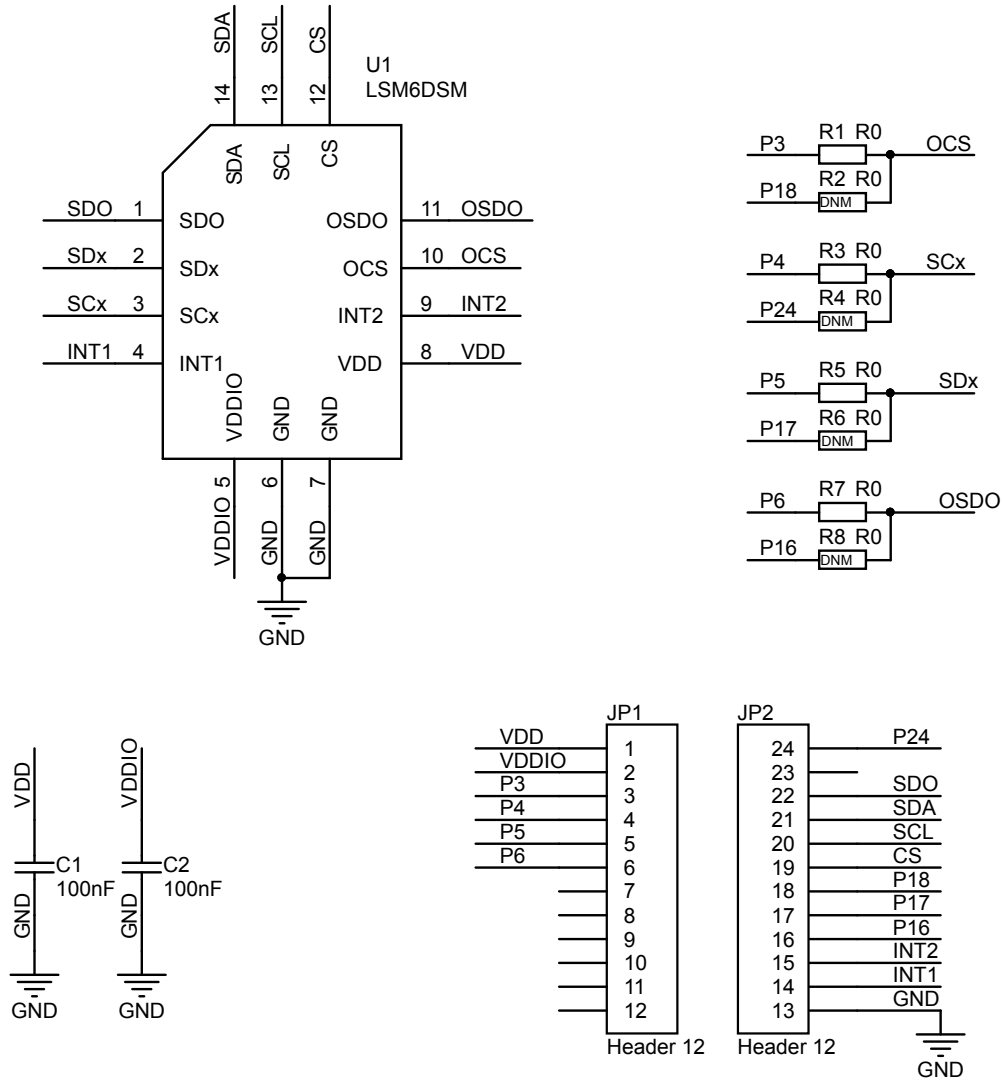 SDA
SCL
CS
14
13
12
U1
LSM6DSM
SDA
SCL
CS
SDO 1 SDO
SDx 2 SDx
SCx 3 SCx
INT1 4 INT1
OSDO 11 OSDO
OCS 10 OCS
INT2 9 INT2
VDD 8 VDD
VDDIO
GND
GND
5
6
7
VDDIO
GND
GND
GND
P3 R1 R0 OCS
P18 R2 R0
DNM
P4 R3 R0 SCx
P24 R4 R0
DNM
P5 R5 R0 SDx
P17 R6 R0
DNM
P6 R7 R0 OSDO
P16 R8 R0
DNM
VDD
C1
100nF
GND
GND
VDDIO
C2
100nF
GND
GND
JP1
VDD 1
VDDIO 2
P3 3
P4 4
P5 5
P6 6
7
8
9
10
11
12
Header 12
JP2
24 P24
23
22 SDO
21 SDA
20 SCL
19 CS
18 P18
17 P17
16 P16
15 INT2
14 INT1
13 GND
Header 12
GND